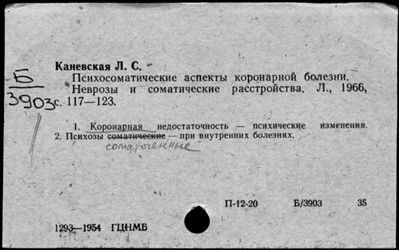 Каневская Л. С.
Б
Психосоматические аспекты коронарной болезни.
Неврозы и соматические расстройства. Л., 1966,
3903
с. 117—123.
1. Коронарная недостаточность — психические изменения.
2. Психозы соматические — при внутренних болезнях.
соматогенные
П-12-20 Б/3903 35
1293—1954 ГЦНМБ